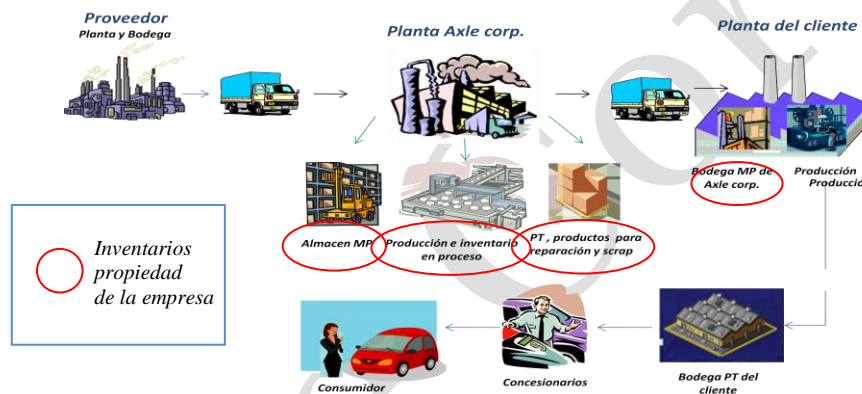 Proveedor
Planta y Bodega
Planta Axle corp.
Planta del cliente
Bodega MP de
Axle corp.
Producción
Producció
Almacen MP
Producción e inventario
en proceso
PT , productos para
reparación y scrap
Inventarios
propiedad
de la empresa
Consumidor
Concesionarios
Bodega PT del
cliente